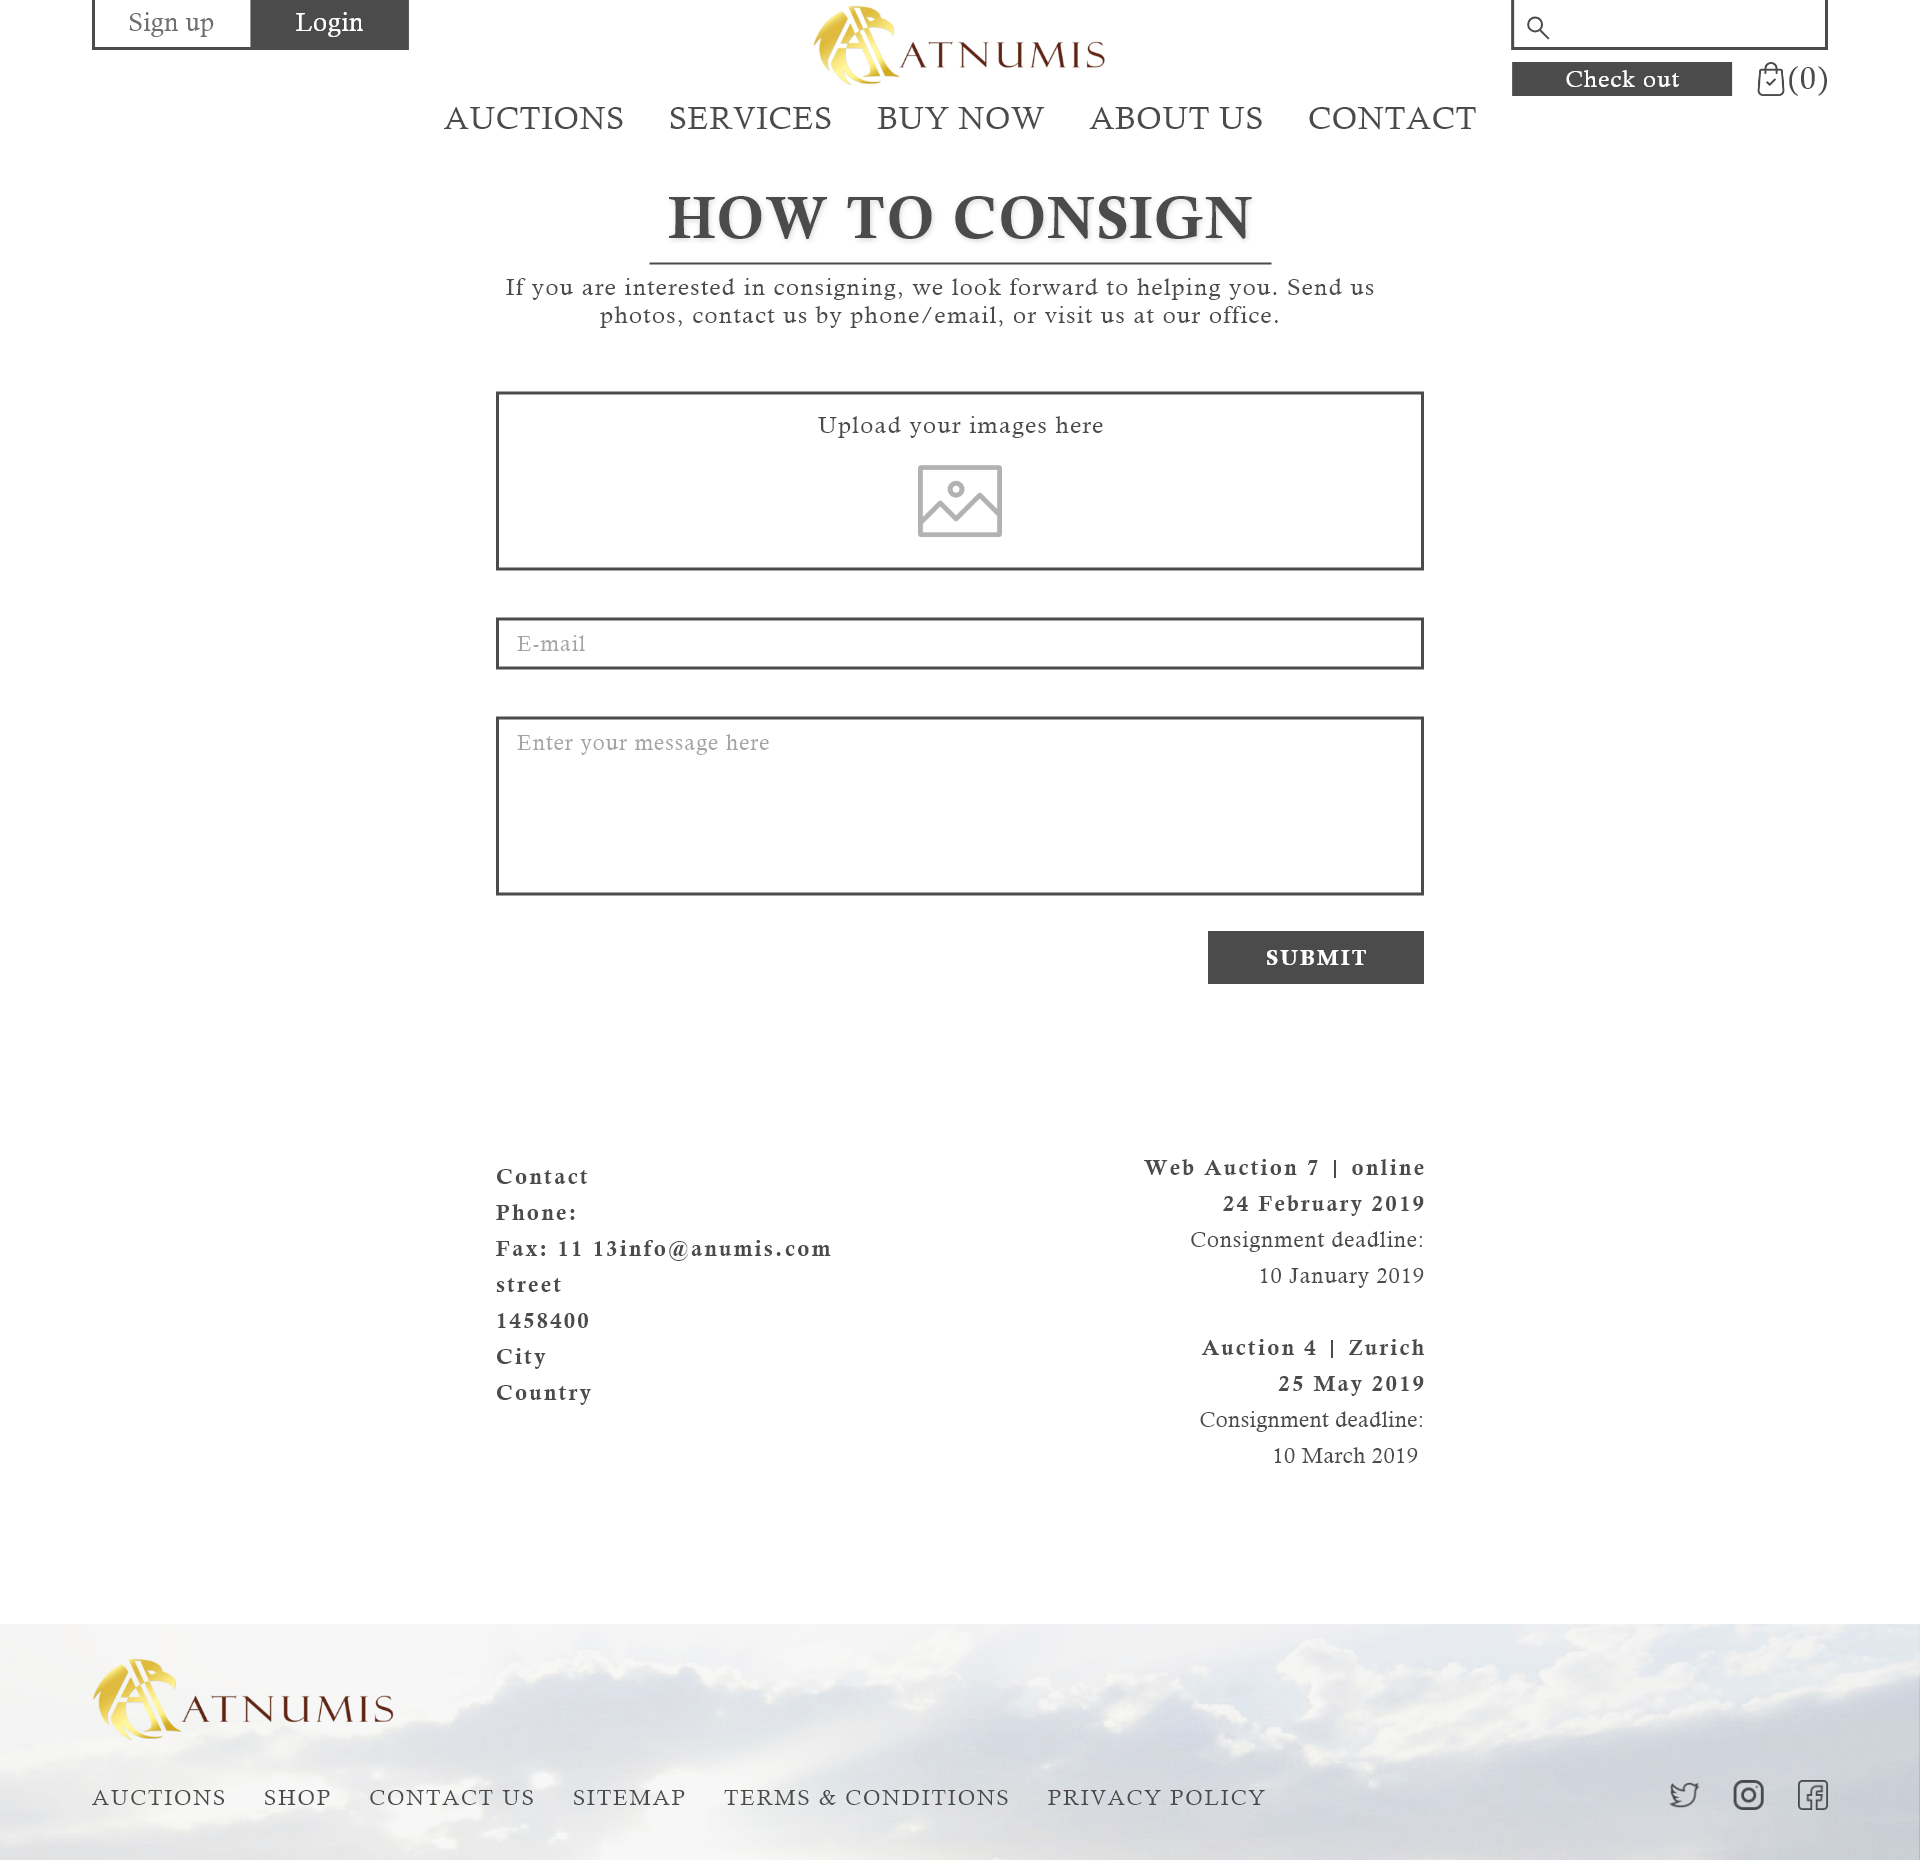 Sign up
Login
ATNUMIS
Check out
(0)
AUCTIONS
SERVICES
BUY NOW
ABOUT US
CONTACT
HOW TO CONSIGN
If you are interested in consigning, we look forward to helping you. Send us
photos, contact us by phone/email, or visit us at our office.
Upload your images here
E-mail
Enter your message here
SUBMIT
Contact
Phone:
Fax: 11 13info@anumis.com
street
1458400
City
Country
Web Auction 7 | online
24 February 2019
Consignment deadline:
10 January 2019
Auction 4 | Zurich
25 May 2019
Consignment deadline:
10 March 2019
ATNUMIS
AUCTIONS
SHOP
CONTACT US
SITEMAP
TERMS & CONDITIONS
PRIVACY POLICY